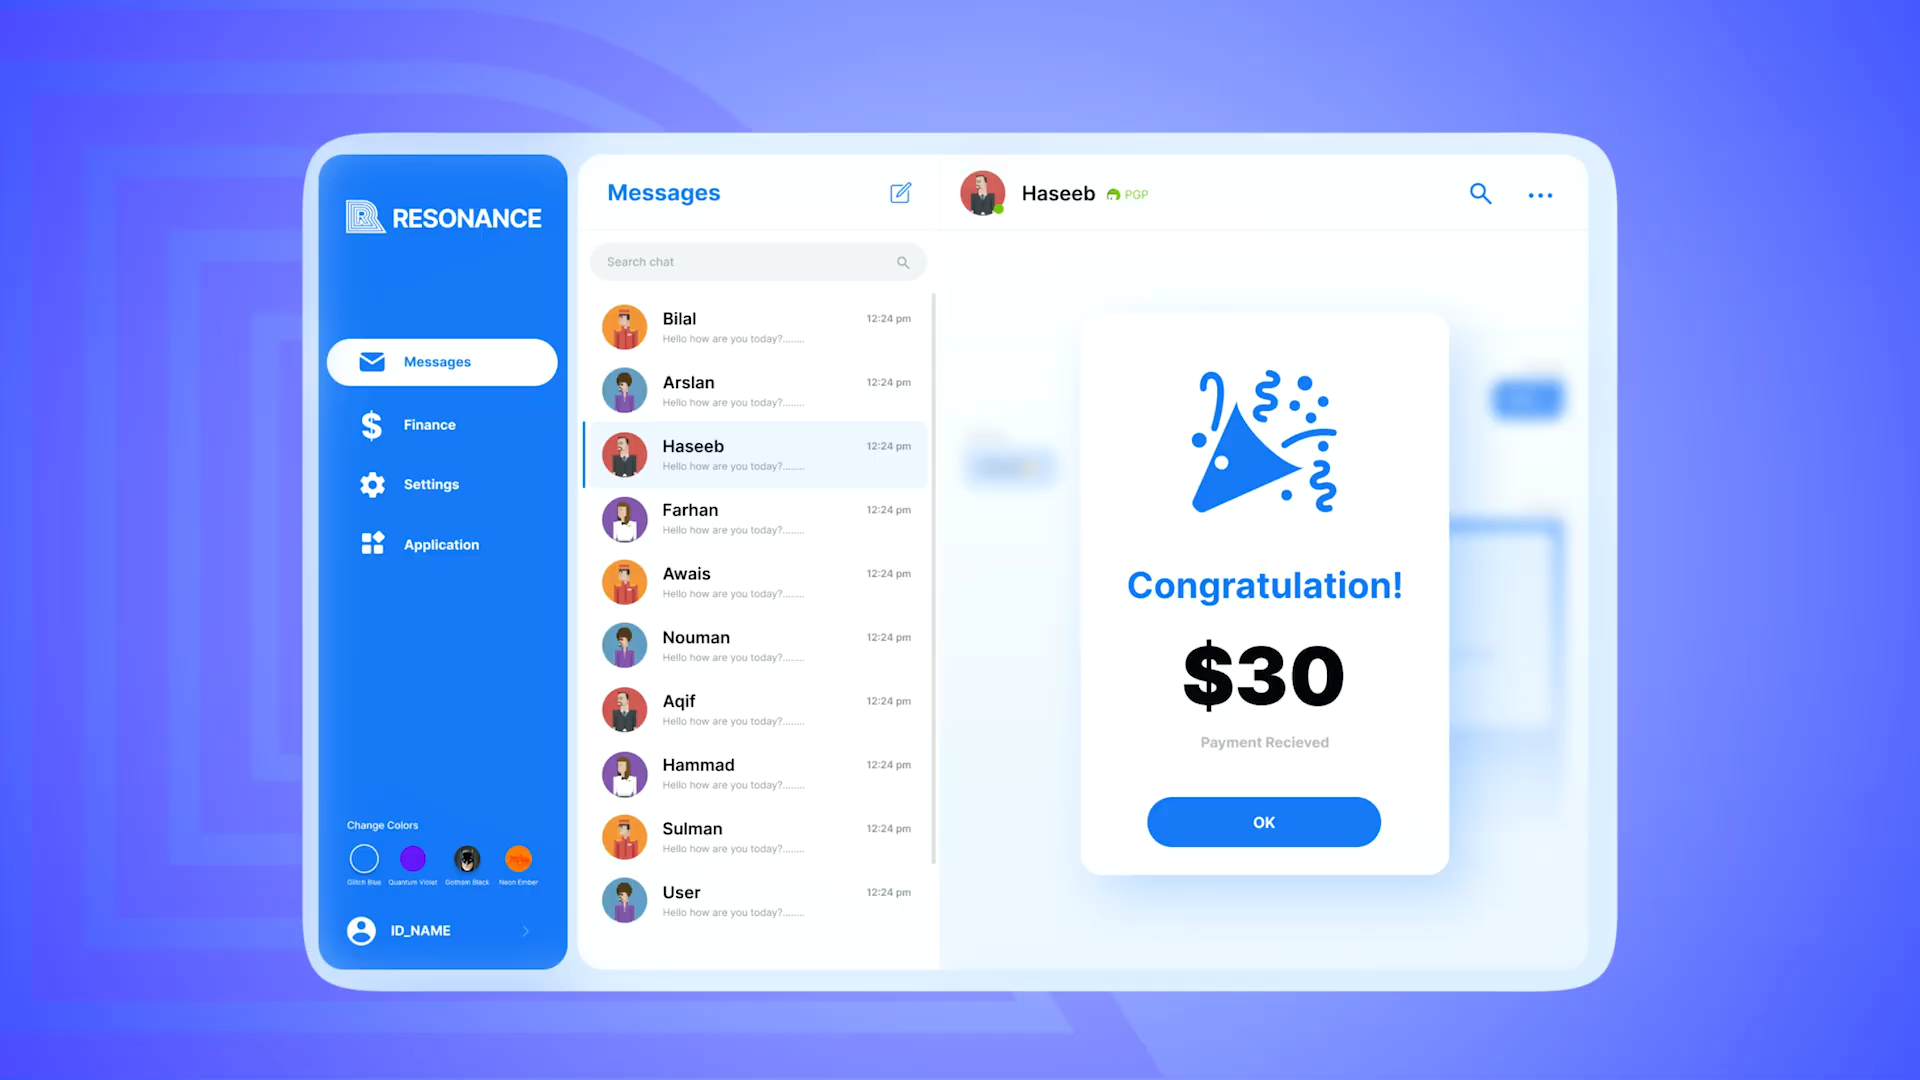 RESONANCE
Messages
Finance
Settings
Application
Change Colors
Glitch Blue
Quantum Violet
Gotham Black
Neon Ember
ID_NAME
Messages
Search chat
Bilal
12:24 pm
Hello how are you today?........
Arslan
12:24 pm
Hello how are you today?........
Haseeb
12:24 pm
Hello how are you today?........
Farhan
12:24 pm
Hello how are you today?........
Awais
12:24 pm
Hello how are you today?........
Nouman
12:24 pm
Hello how are you today?........
Aqif
12:24 pm
Hello how are you today?........
Hammad
12:24 pm
Hello how are you today?........
Sulman
12:24 pm
Hello how are you today?........
User
12:24 pm
Hello how are you today?........
Haseeb PGP
Congratulation!
$30
Payment Recieved
OK